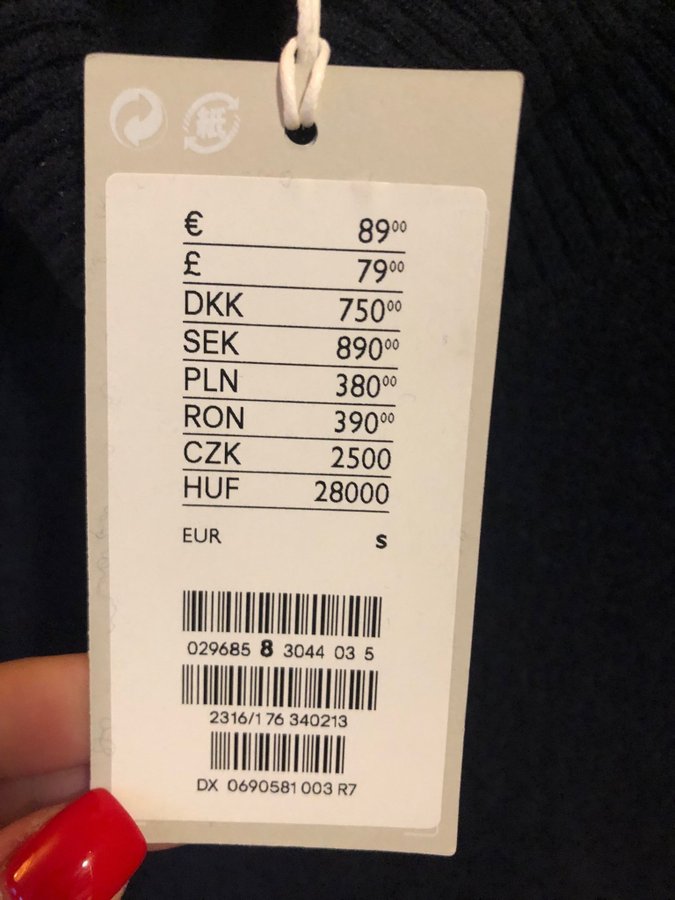 紙
€ 89⁰⁰
£ 79⁰⁰
DKK 750⁰⁰
SEK 890⁰⁰
PLN 380⁰⁰
RON 390⁰⁰
CZK 2500
HUF 28000
EUR S
029685 8 3044 03 5
2316/1 76 340213
DX 0690581 003 R7